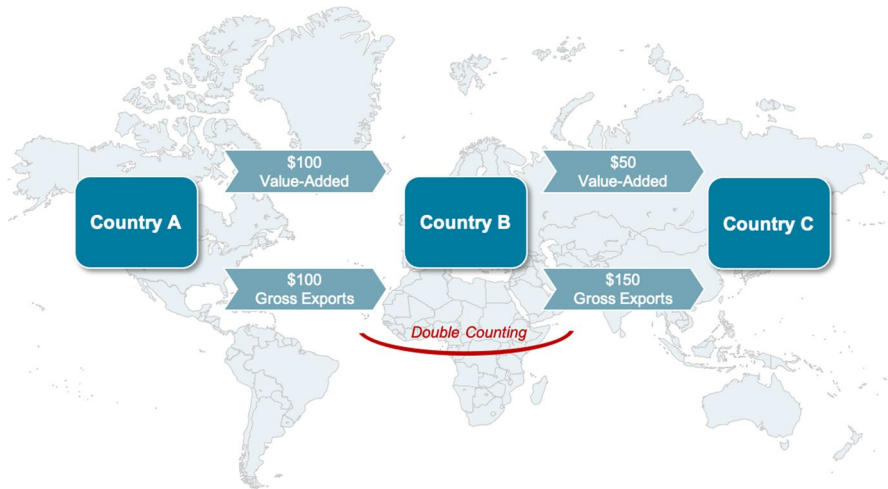 $100
Value-Added
$50
Value-Added
Country A
Country B
Country C
$100
Gross Exports
$150
Gross Exports
Double Counting